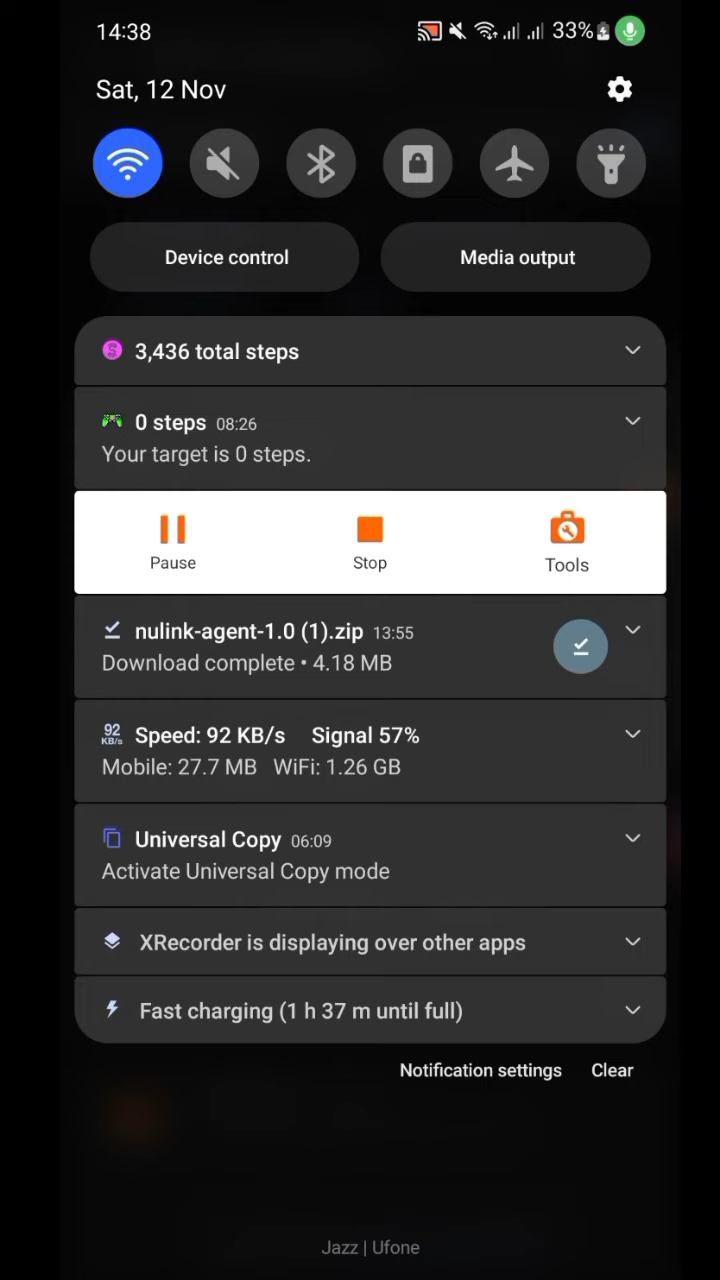 14:38 33%
Sat, 12 Nov
Device control Media output
3,436 total steps
0 steps 08:26
Your target is 0 steps.
Pause Stop Tools
nulink-agent-1.0 (1).zip 13:55
Download complete • 4.18 MB
92 KB/s Speed: 92 KB/s Signal 57%
Mobile: 27.7 MB WiFi: 1.26 GB
Universal Copy 06:09
Activate Universal Copy mode
XRecorder is displaying over other apps
Fast charging (1 h 37 m until full)
Notification settings Clear
Jazz | Ufone